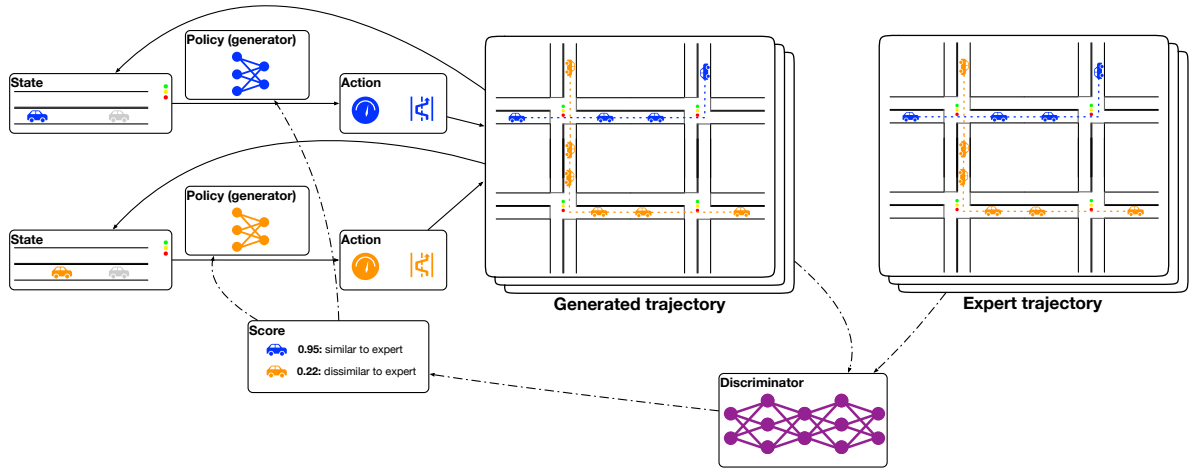 Policy (generator)
State
Action
Policy (generator)
State
Action
Generated trajectory
Expert trajectory
Score
0.95: similar to expert
0.22: dissimilar to expert
Discriminator